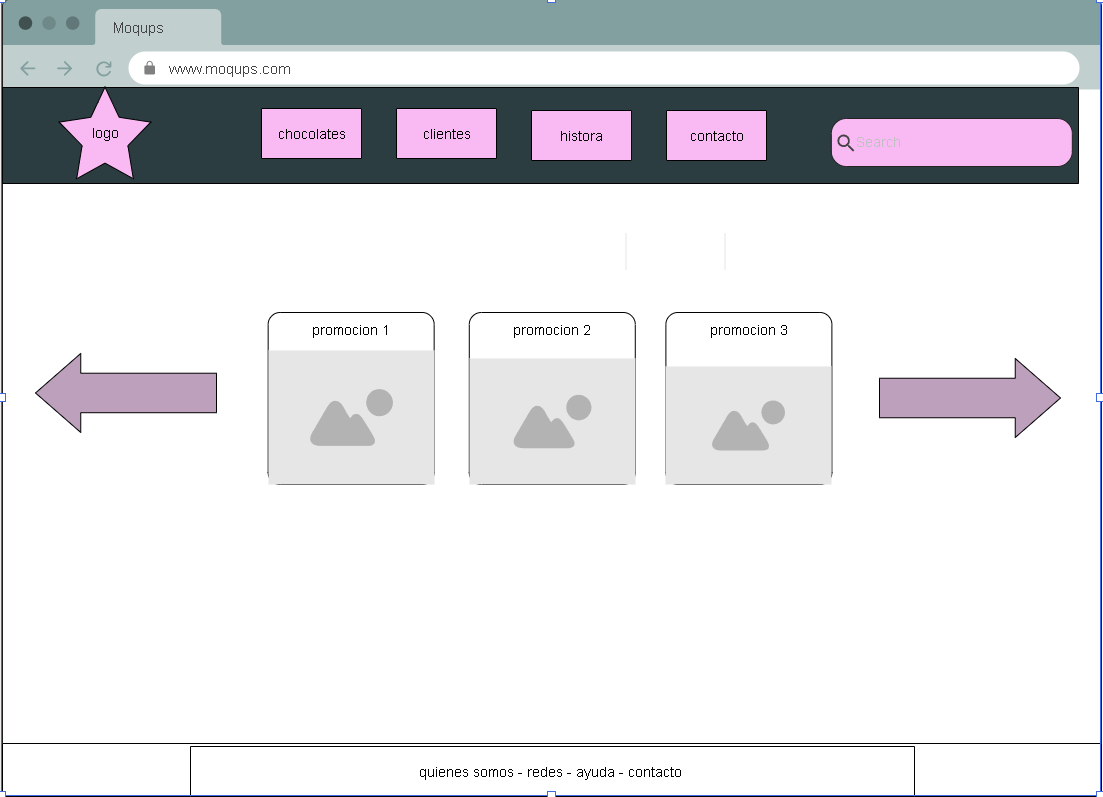 Moqups
www.moqups.com
logo
chocolates
clientes
histora
contacto
Search
promocion 1
promocion 2
promocion 3
quienes somos - redes - ayuda - contacto